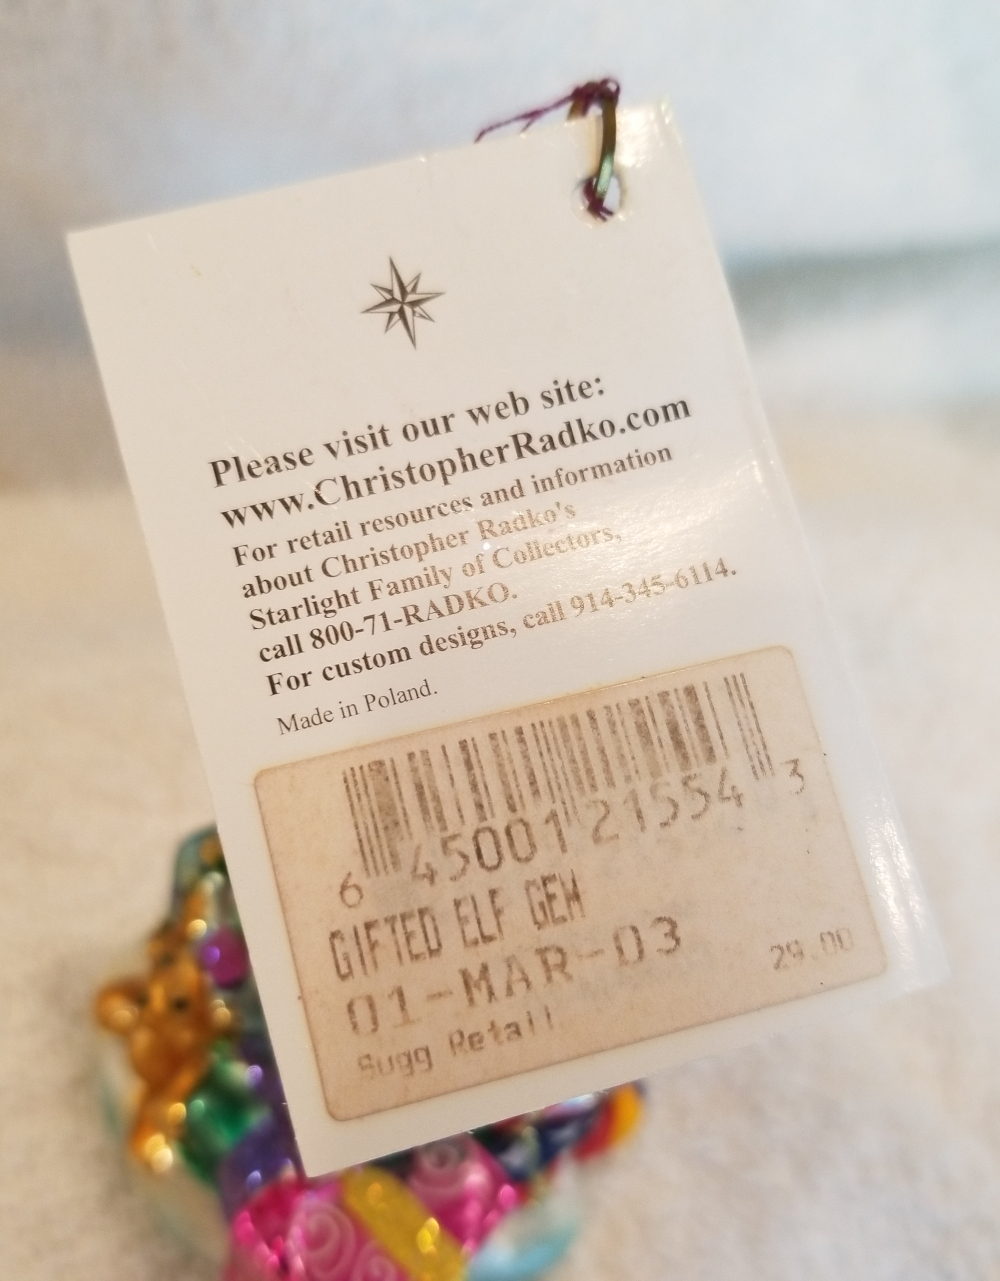 Please visit our web site:
www.ChristopherRadko.com
For retail resources and information
about Christopher Radko's
Starlight Family of Collectors,
call 800-71-RADKO.
For custom designs, call 914-345-6114.
Made in Poland.
6 45001 21554 3
GIFTED ELF GEM
01-MAR-03
29.00
Sugg Retail